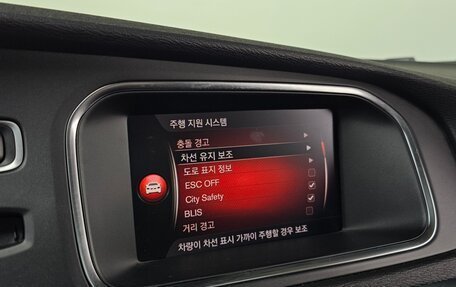 주행 지원 시스템
충돌 경고
차선 유지 보조
도로 표지 정보
ESC OFF
City Safety
BLIS
거리 경고
차량이 차선 표시 가까이 주행할 경우 보조